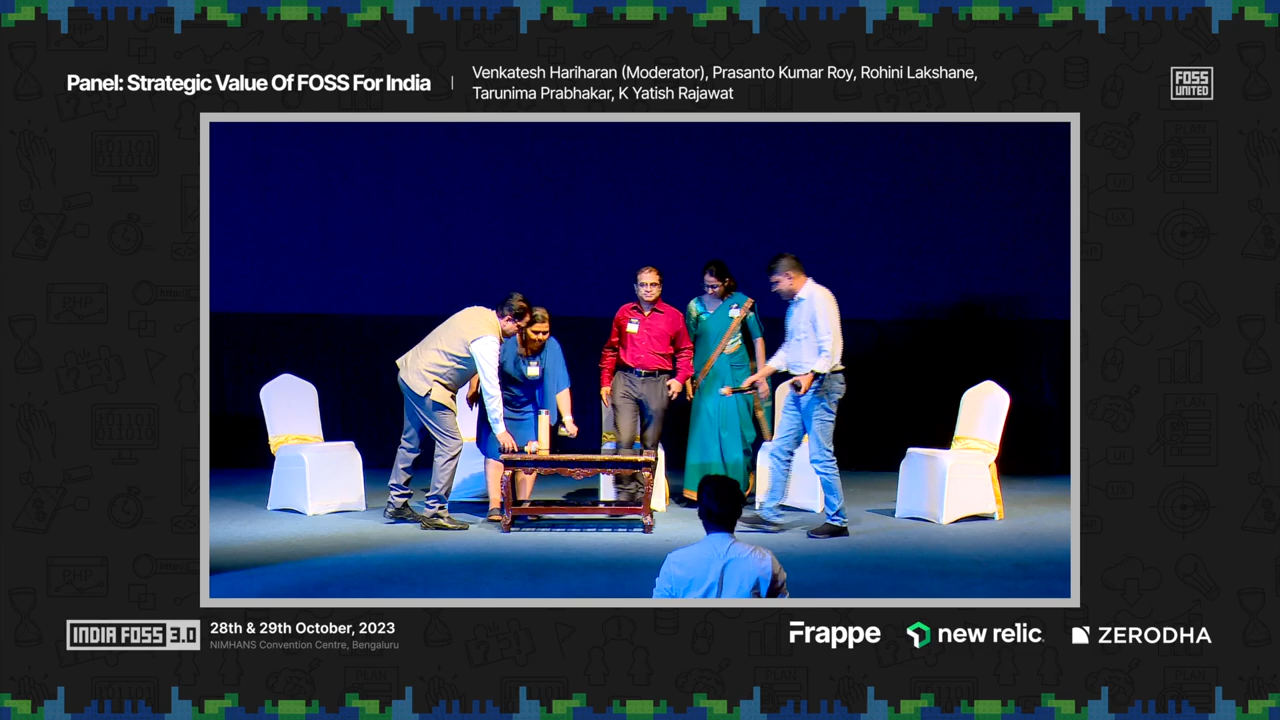 Panel: Strategic Value Of FOSS For India
Venkatesh Hariharan (Moderator), Prasanto Kumar Roy, Rohini Lakshane,
Tarunima Prabhakar, K Yatish Rajawat
FOSS
UNITED
INDIA FOSS 3.0
28th & 29th October, 2023
NIMHANS Convention Centre, Bengaluru
Frappe
new relic
ZERODHA